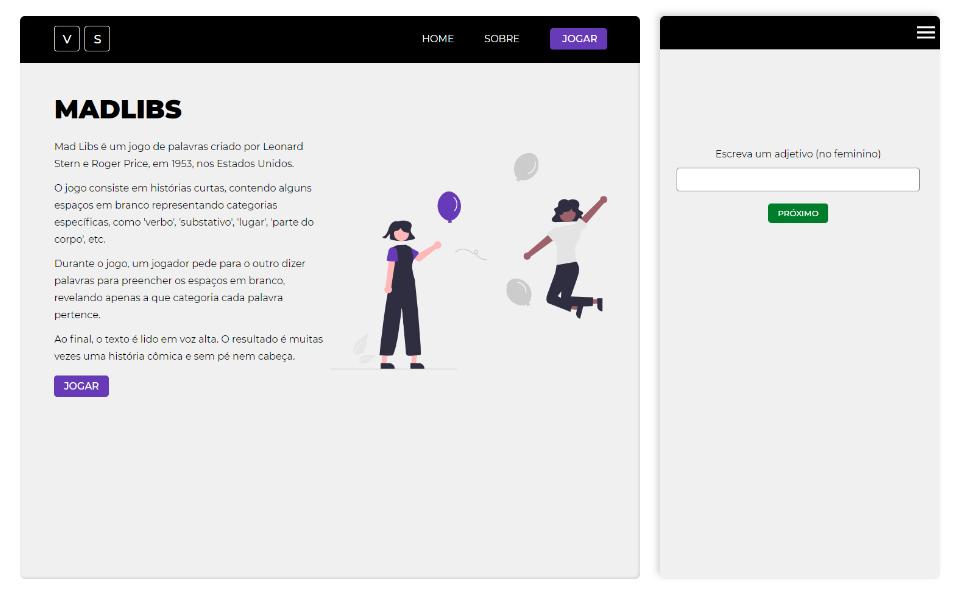 V S
HOME SOBRE JOGAR
MADLIBS
Mad Libs é um jogo de palavras criado por Leonard
Stern e Roger Price, em 1953, nos Estados Unidos.
O jogo consiste em histórias curtas, contendo alguns
espaços em branco representando categorias
específicas, como 'verbo', 'substativo', 'lugar', 'parte do
corpo', etc.
Durante o jogo, um jogador pede para o outro dizer
palavras para preencher os espaços em branco,
revelando apenas a que categoria cada palavra
pertence.
Ao final, o texto é lido em voz alta. O resultado é muitas
vezes uma história cômica e sem pé nem cabeça.
JOGAR
Escreva um adjetivo (no feminino)
PRÓXIMO